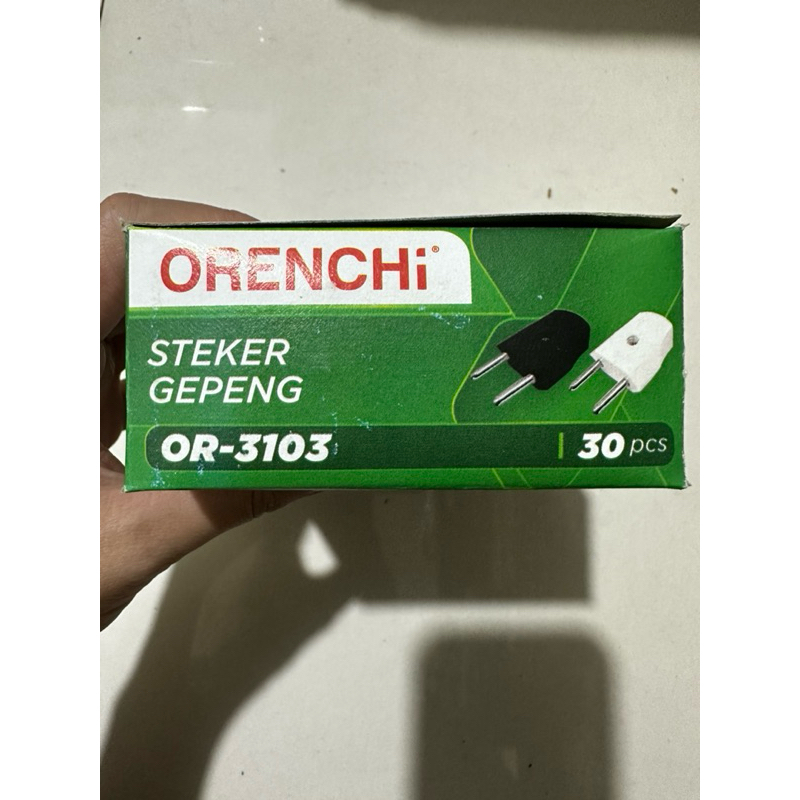 ORENCHi®
STEKER
GEPENG
OR-3103
30 pcs